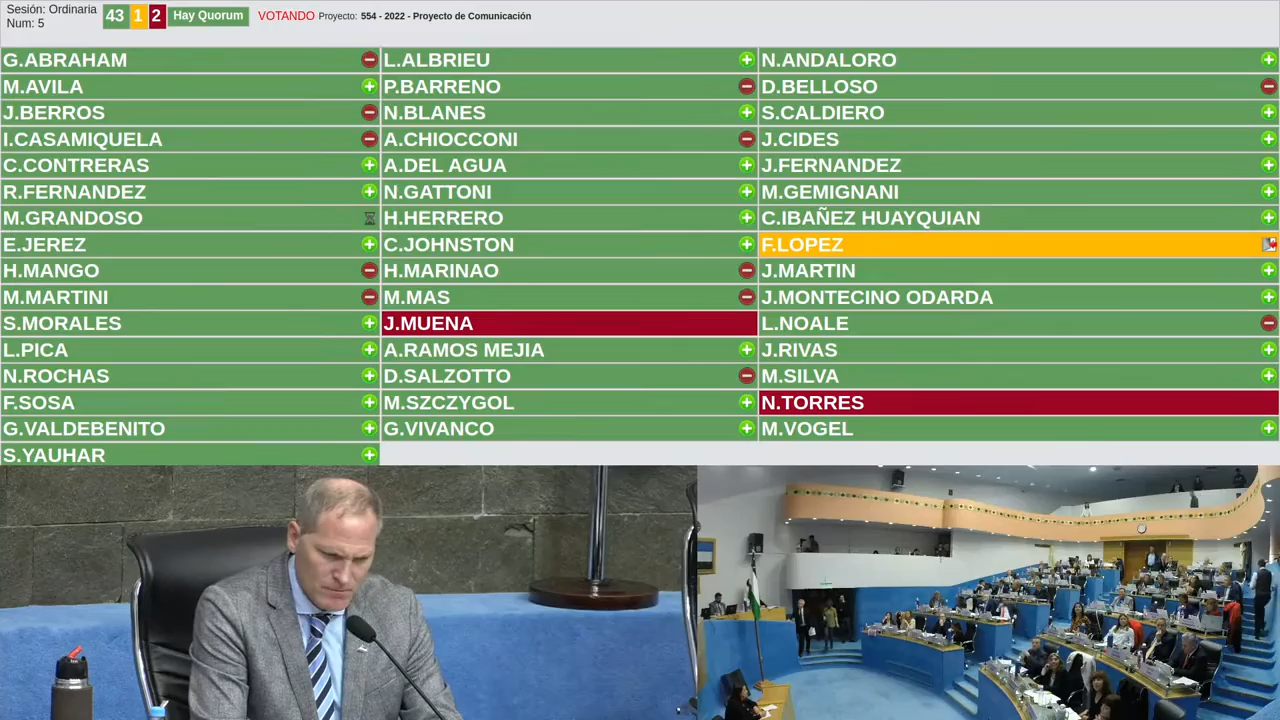 Sesión: Ordinaria
Num: 5
43 1 2 Hay Quorum
VOTANDO Proyecto: 554 - 2022 - Proyecto de Comunicación
G.ABRAHAM L.ALBRIEU N.ANDALORO
M.AVILA P.BARRENO D.BELLOSO
J.BERROS N.BLANES S.CALDIERO
I.CASAMIQUELA A.CHIOCCONI J.CIDES
C.CONTRERAS A.DEL AGUA J.FERNANDEZ
R.FERNANDEZ N.GATTONI M.GEMIGNANI
M.GRANDOSO H.HERRERO C.IBAÑEZ HUAYQUIAN
E.JEREZ C.JOHNSTON F.LOPEZ
H.MANGO H.MARINAO J.MARTIN
M.MARTINI M.MAS J.MONTECINO ODARDA
S.MORALES J.MUENA L.NOALE
L.PICA A.RAMOS MEJIA J.RIVAS
N.ROCHAS D.SALZOTTO M.SILVA
F.SOSA M.SZCZYGOL N.TORRES
G.VALDEBENITO G.VIVANCO M.VOGEL
S.YAUHAR